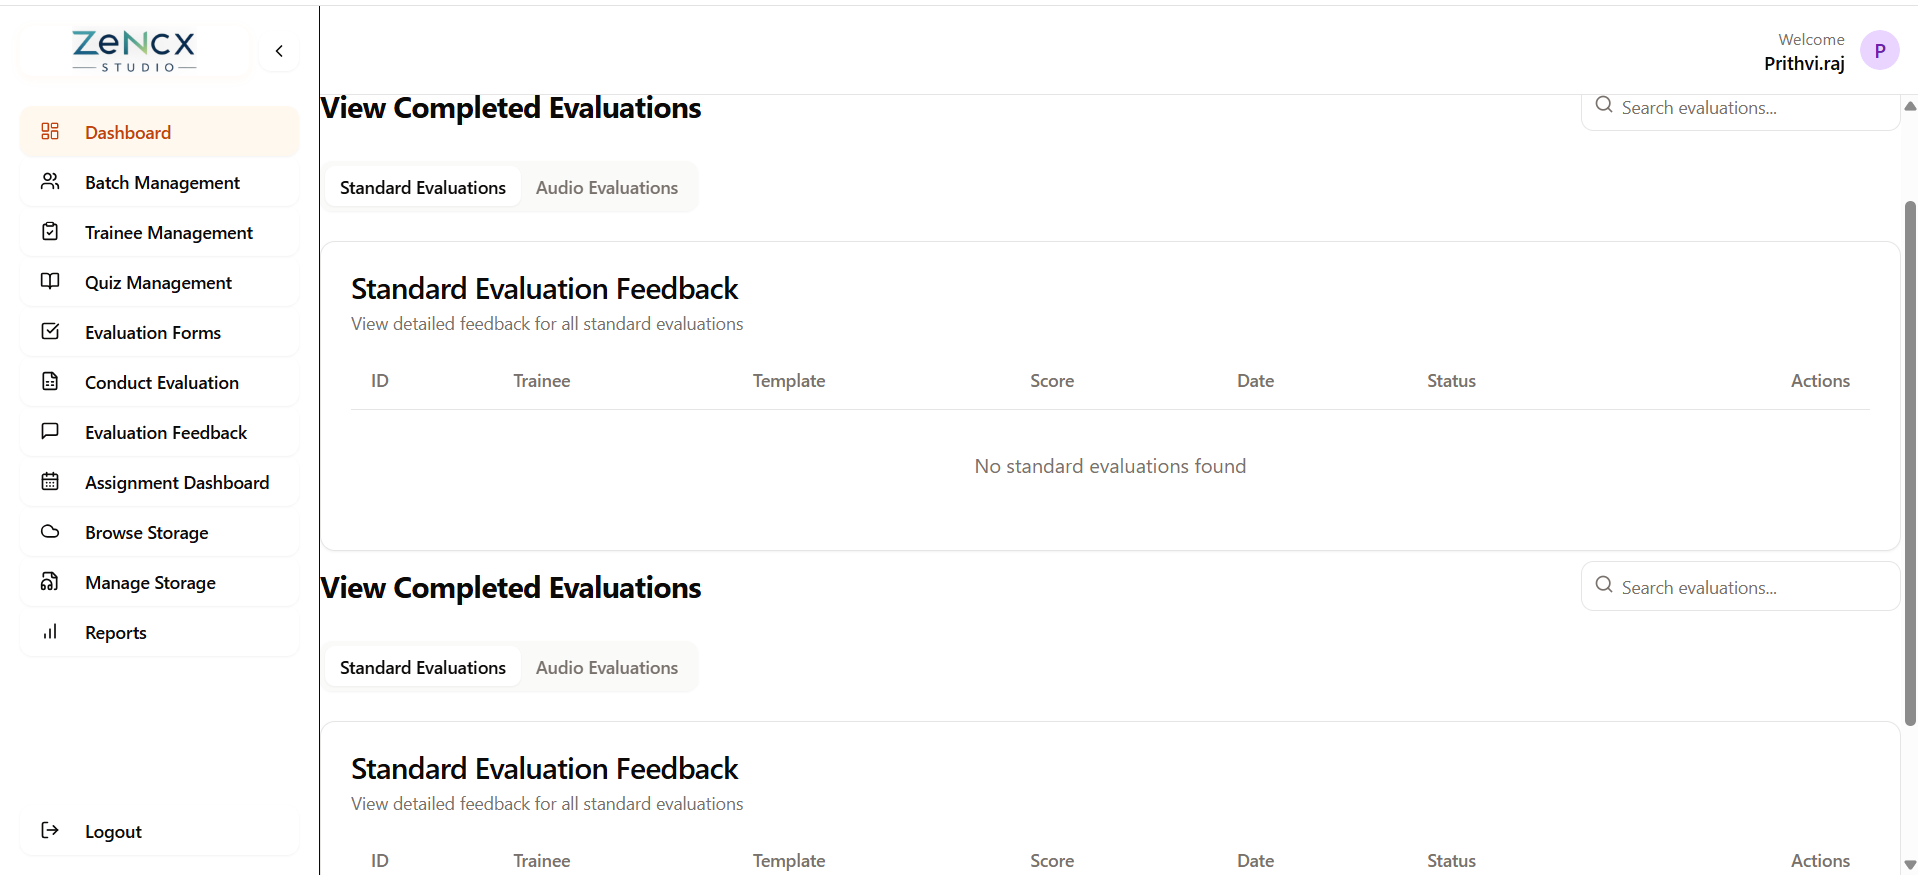 ZeNCX
STUDIO
Welcome
Prithvi.raj
P
Dashboard
Batch Management
Trainee Management
Quiz Management
Evaluation Forms
Conduct Evaluation
Evaluation Feedback
Assignment Dashboard
Browse Storage
Manage Storage
Reports
Logout
View Completed Evaluations
Search evaluations...
Standard Evaluations Audio Evaluations
Standard Evaluation Feedback
View detailed feedback for all standard evaluations
ID Trainee Template Score Date Status Actions
No standard evaluations found
View Completed Evaluations
Search evaluations...
Standard Evaluations Audio Evaluations
Standard Evaluation Feedback
View detailed feedback for all standard evaluations
ID Trainee Template Score Date Status Actions